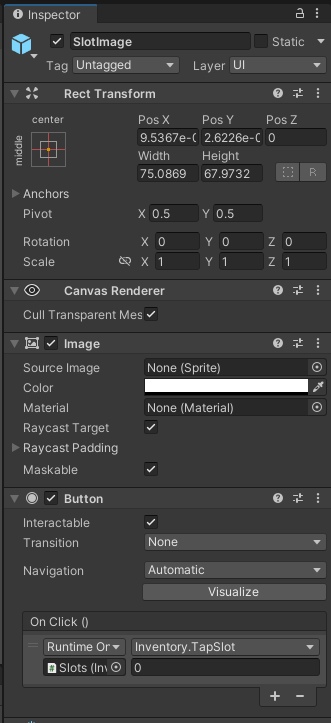 Inspector
SlotImage
Static
Tag Untagged Layer UI
Rect Transform
center
middle
Pos X Pos Y Pos Z
9.5367e-( 2.6226e-( 0
Width Height
75.0869 67.9732
R
Anchors
Pivot X 0.5 Y 0.5
Rotation X 0 Y 0 Z 0
Scale X 1 Y 1 Z 1
Canvas Renderer
Cull Transparent Mes
Image
Source Image None (Sprite)
Color
Material None (Material)
Raycast Target
Raycast Padding
Maskable
Button
Interactable
Transition None
Navigation Automatic
Visualize
On Click ()
Runtime Or Inventory.TapSlot
Slots (Inv 0
+ −